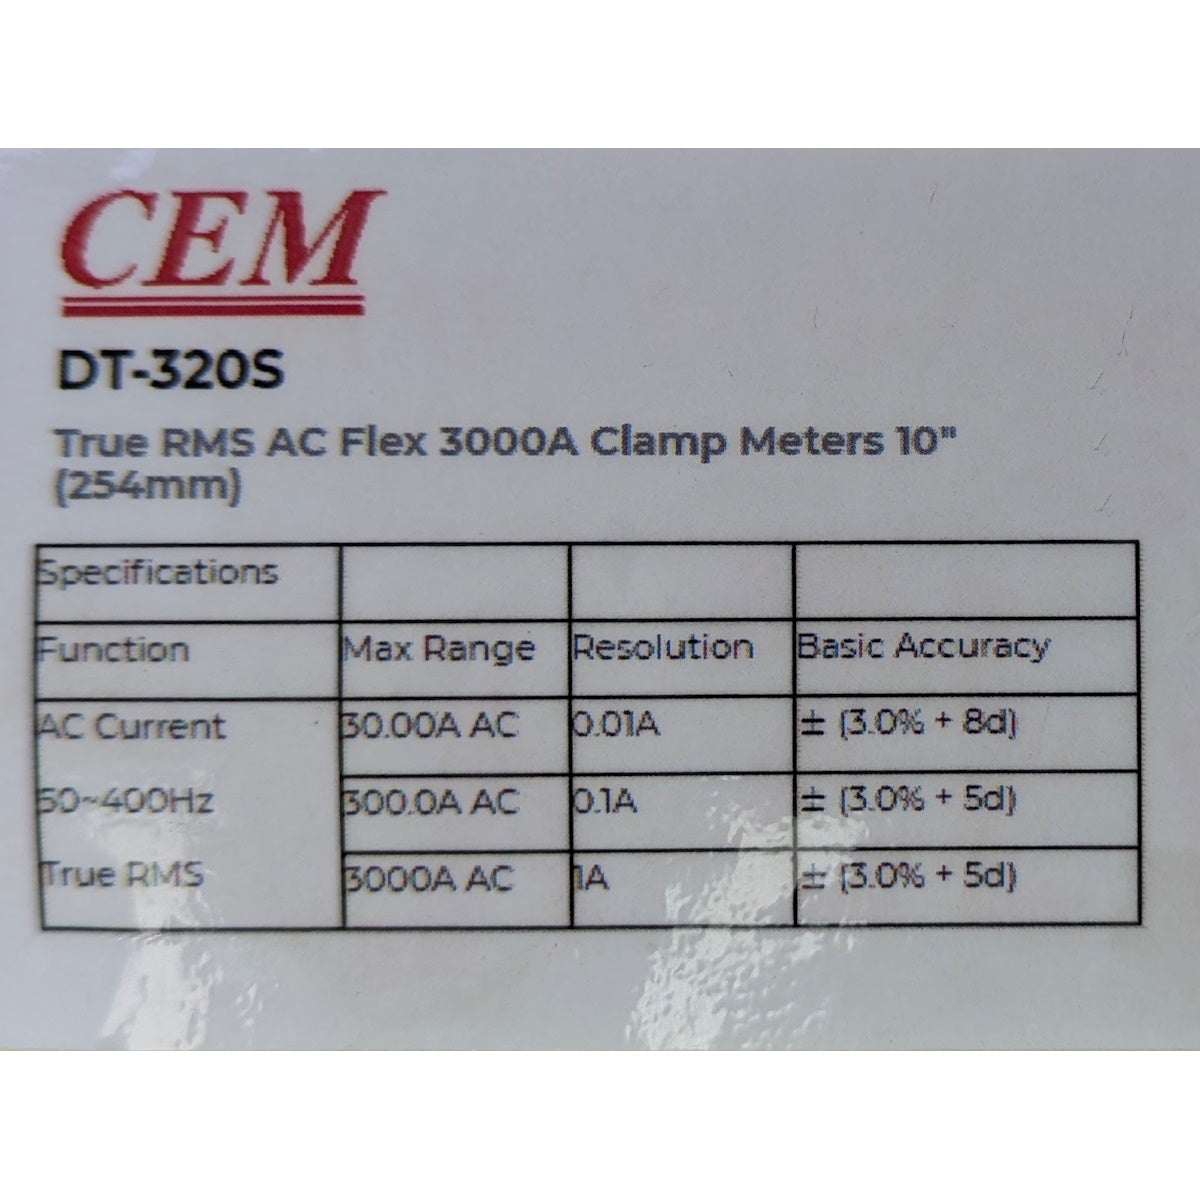 CEM
DT-320S
True RMS AC Flex 3000A Clamp Meters 10"
(254mm)
Specifications
Function Max Range Resolution Basic Accuracy
AC Current 30.00A AC 0.01A ± (3.0% + 8d)
50~400Hz 300.0A AC 0.1A ± (3.0% + 5d)
True RMS 3000A AC 1A ± (3.0% + 5d)